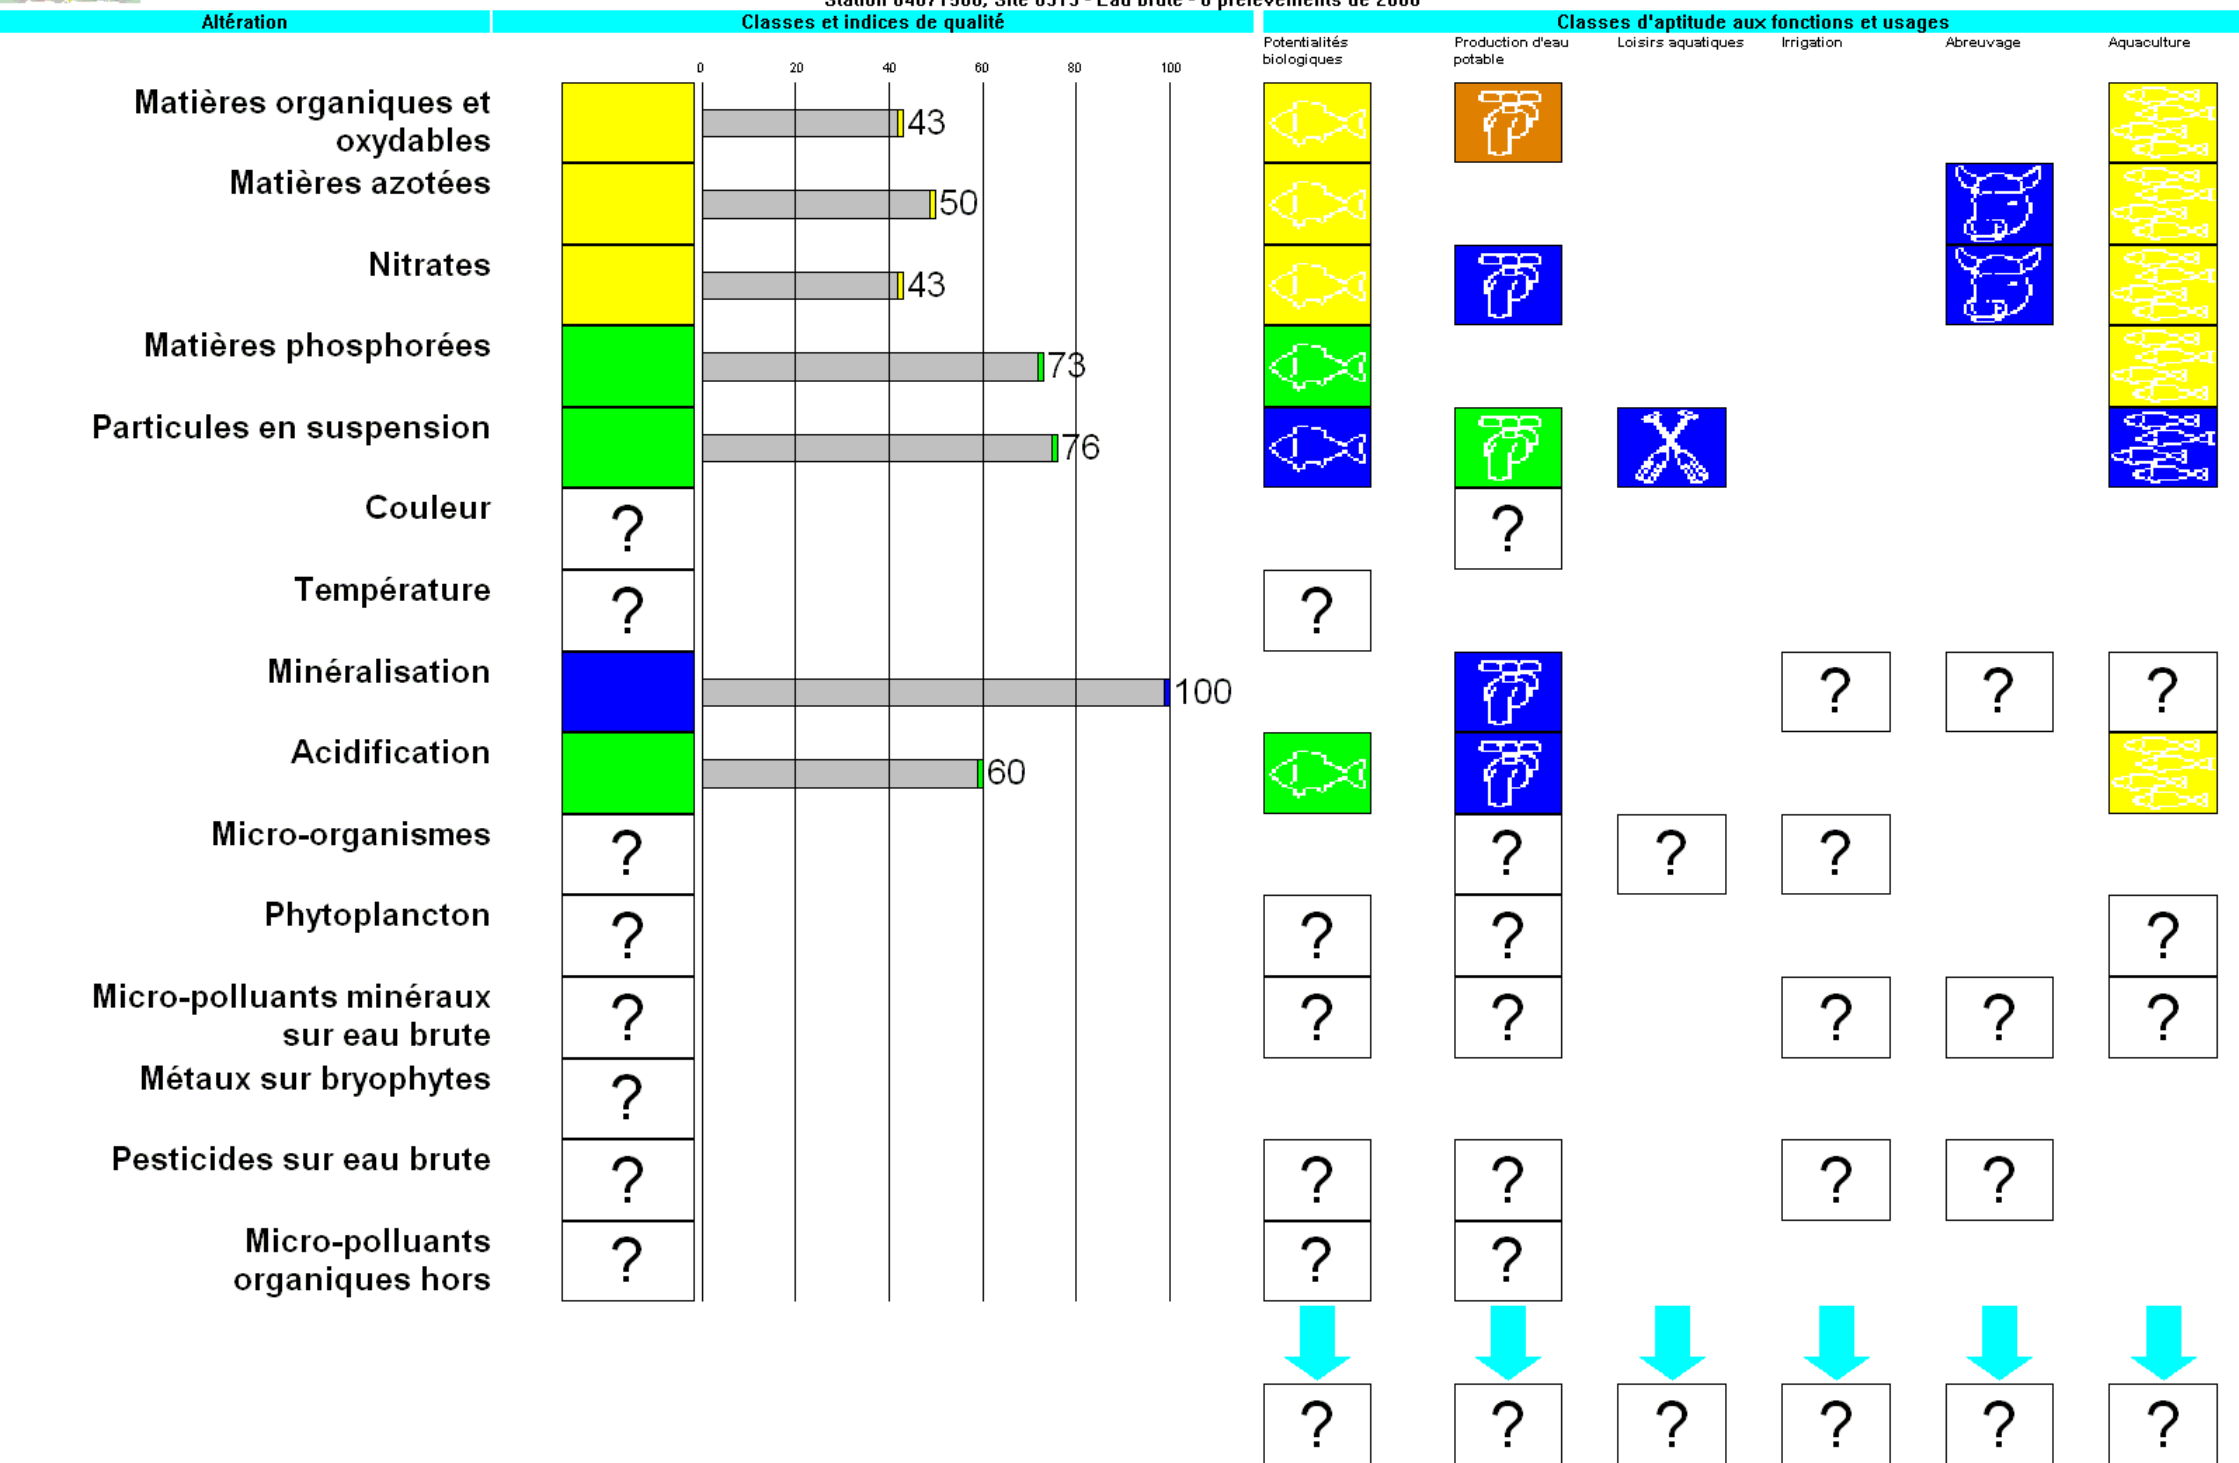 Altération
Classes et indices de qualité
Classes d'aptitude aux fonctions et usages
Potentialités
biologiques
Production d'eau
potable
Loisirs aquatiques
Irrigation
Abreuvage
Aquaculture
0 20 40 60 80 100
Matières organiques et
oxydables
43
Matières azotées
50
Nitrates
43
Matières phosphorées
73
Particules en suspension
76
Couleur
? ?
Température
? ?
Minéralisation
100 ? ? ?
Acidification
60
Micro-organismes
? ? ? ?
Phytoplancton
? ? ? ?
Micro-polluants minéraux
sur eau brute
? ? ? ? ? ?
Métaux sur bryophytes
?
Pesticides sur eau brute
? ? ? ? ?
Micro-polluants
organiques hors
? ? ?
? ? ? ? ? ?